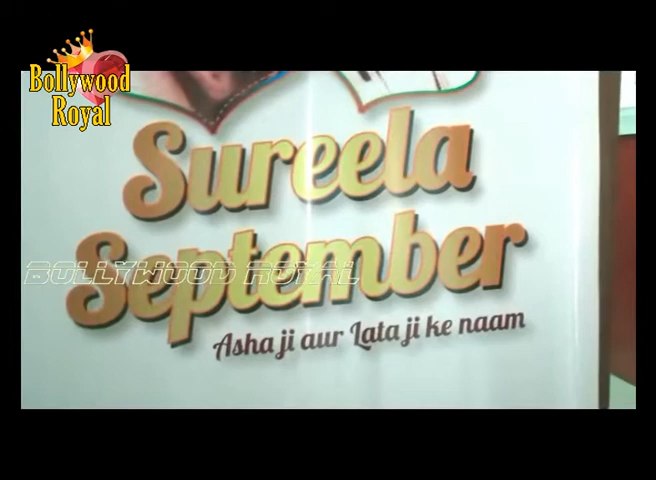 Bollywood
Royal
Sureela
September
BOLLYWOOD ROYAL
Asha ji aur Lata ji ke naam